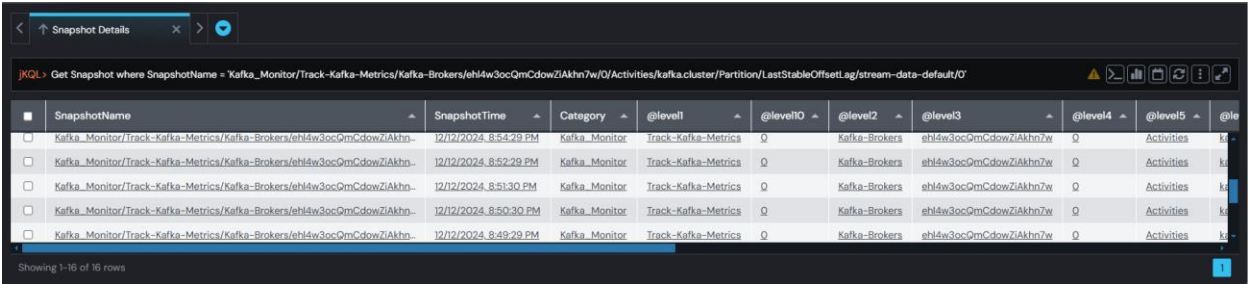 Snapshot Details
jKQL> Get Snapshot where SnapshotName = 'Kafka_Monitor/Track-Kafka-Metrics/Kafka-Brokers/ehl4w3ocQmCdowZiAkhn7w/0/Activities/kafka.cluster/Partition/LastStableOffsetLag/stream-data-default/0'
SnapshotName SnapshotTime Category @level1 @level10 @level2 @level3 @level4 @level5 @le
Kafka_Monitor/Track-Kafka-Metrics/Kafka-Brokers/ehl4w3ocQmCdowZiAkhn... 12/12/2024, 8:54:29 PM Kafka_Monitor Track-Kafka-Metrics 0 Kafka-Brokers ehl4w3ocQmCdowZiAkhn7w 0 Activities ka
Kafka_Monitor/Track-Kafka-Metrics/Kafka-Brokers/ehl4w3ocQmCdowZiAkhn... 12/12/2024, 8:52:29 PM Kafka_Monitor Track-Kafka-Metrics 0 Kafka-Brokers ehl4w3ocQmCdowZiAkhn7w 0 Activities ka
Kafka_Monitor/Track-Kafka-Metrics/Kafka-Brokers/ehl4w3ocQmCdowZiAkhn... 12/12/2024, 8:51:30 PM Kafka_Monitor Track-Kafka-Metrics 0 Kafka-Brokers ehl4w3ocQmCdowZiAkhn7w 0 Activities ka
Kafka_Monitor/Track-Kafka-Metrics/Kafka-Brokers/ehl4w3ocQmCdowZiAkhn... 12/12/2024, 8:50:30 PM Kafka_Monitor Track-Kafka-Metrics 0 Kafka-Brokers ehl4w3ocQmCdowZiAkhn7w 0 Activities ka
Kafka_Monitor/Track-Kafka-Metrics/Kafka-Brokers/ehl4w3ocQmCdowZiAkhn... 12/12/2024, 8:49:29 PM Kafka_Monitor Track-Kafka-Metrics 0 Kafka-Brokers ehl4w3ocQmCdowZiAkhn7w 0 Activities ka
Showing 1-16 of 16 rows 1